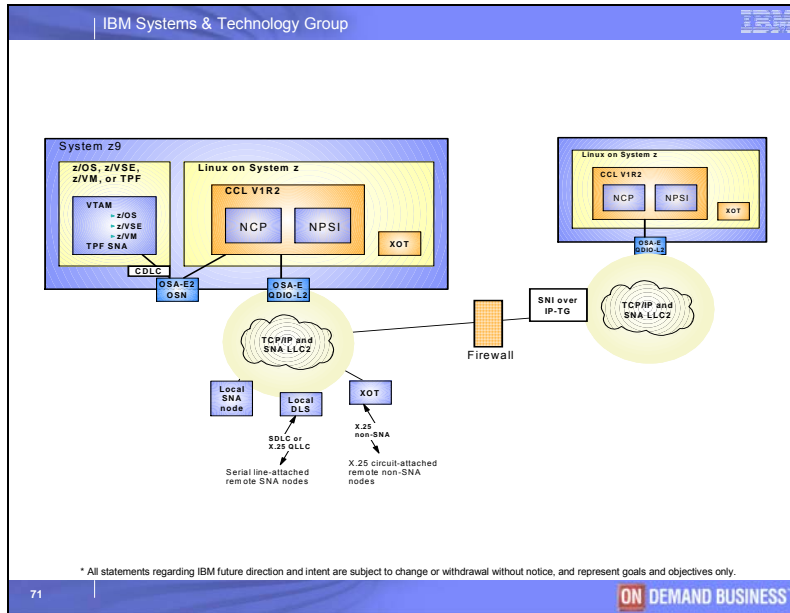 IBM Systems & Technology Group
IBM
System z9
z/OS, z/VSE,
z/VM, or TPF
VTAM
z/OS
z/VSE
z/VM
TPF SNA
CDLC
Linux on System z
CCL V1R2
NCP
NPSI
XOT
OSA-E2
OSN
OSA-E
QDIO-L2
TCP/IP and
SNA LLC2
Local
SNA
node
Local
DLS
XOT
SDLC or
X.25 QLLC
X.25
non-SNA
Serial line-attached
remote SNA nodes
X.25 circuit-attached
remote non-SNA
nodes
Firewall
SNI over
IP-TG
Linux on System z
CCL V1R2
NCP
NPSI
XOT
OSA-E
QDIO-L2
TCP/IP and
SNA LLC2
* All statements regarding IBM future direction and intent are subject to change or withdrawal without notice, and represent goals and objectives only.
71
ON DEMAND BUSINESS